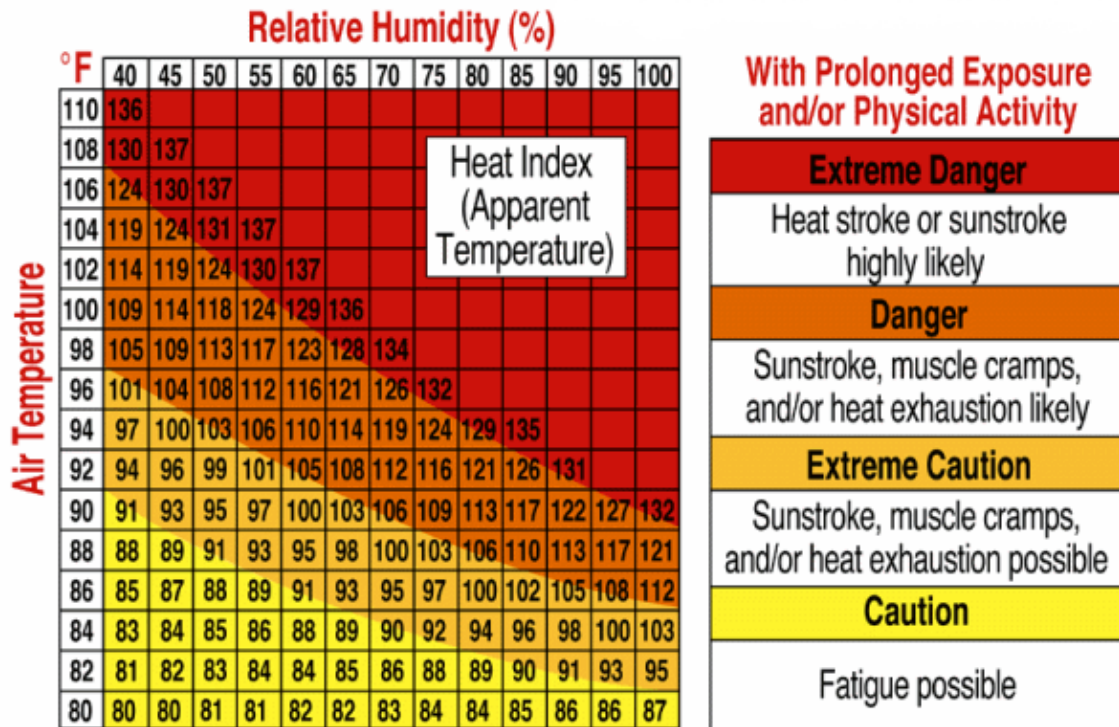 Relative Humidity (%)
°F 40 45 50 55 60 65 70 75 80 85 90 95 100
110 136
108 130 137
106 124 130 137
104 119 124 131 137
102 114 119 124 130 137
100 109 114 118 124 129 136
98 105 109 113 117 123 128 134
96 101 104 108 112 116 121 126 132
94 97 100 103 106 110 114 119 124 129 135
92 94 96 99 101 105 108 112 116 121 126 131
90 91 93 95 97 100 103 106 109 113 117 122 127 132
88 88 89 91 93 95 98 100 103 106 110 113 117 121
86 85 87 88 89 91 93 95 97 100 102 105 108 112
84 83 84 85 86 88 89 90 92 94 96 98 100 103
82 81 82 83 84 84 85 86 88 89 90 91 93 95
80 80 80 81 81 82 82 83 84 84 85 86 86 87
Air Temperature
Heat Index
(Apparent
Temperature)
With Prolonged Exposure
and/or Physical Activity
Extreme Danger
Heat stroke or sunstroke
highly likely
Danger
Sunstroke, muscle cramps,
and/or heat exhaustion likely
Extreme Caution
Sunstroke, muscle cramps,
and/or heat exhaustion possible
Caution
Fatigue possible